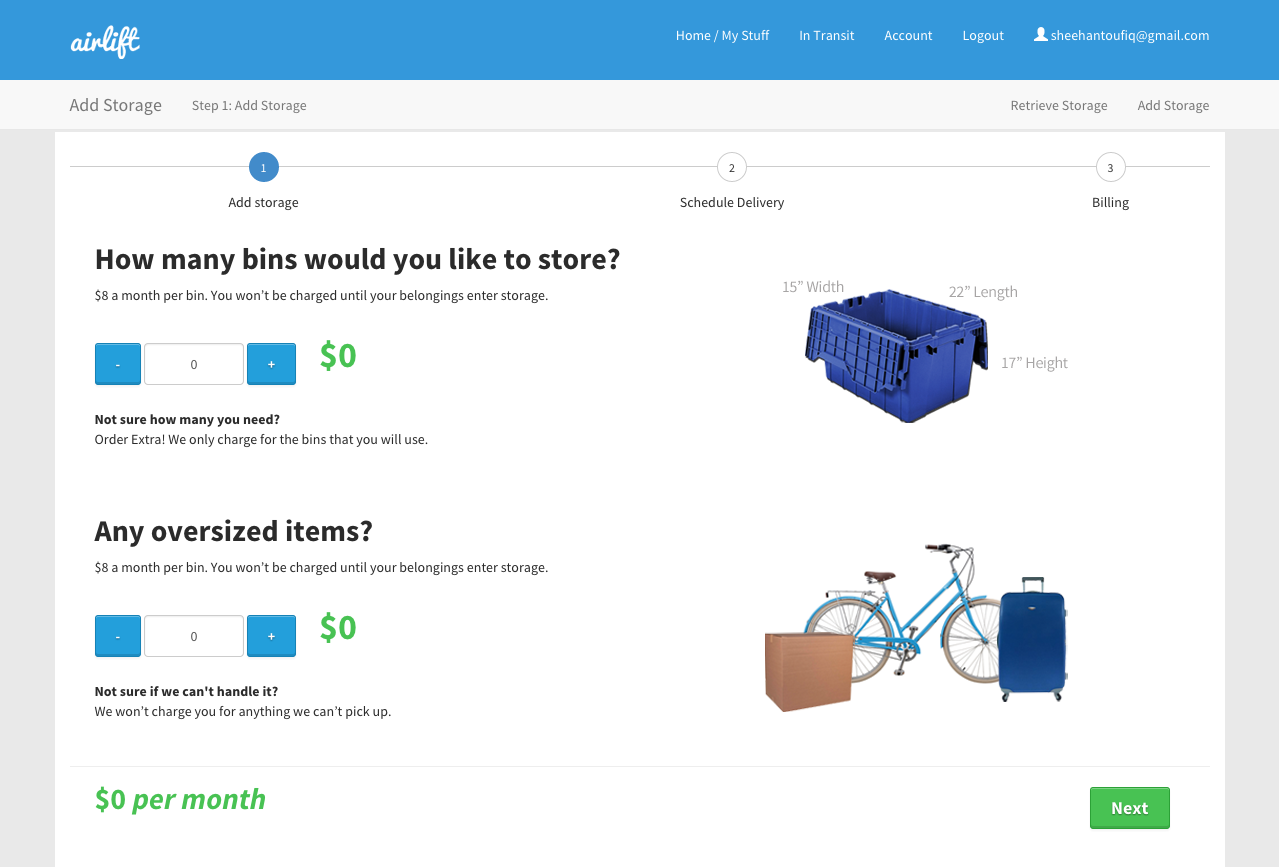 airlift
Home / My Stuff
In Transit
Account
Logout
sheehantoufiq@gmail.com
Add Storage
Step 1: Add Storage
Retrieve Storage
Add Storage
1
2
3
Add storage
Schedule Delivery
Billing
How many bins would you like to store?
$8 a month per bin. You won’t be charged until your belongings enter storage.
15” Width
22” Length
17” Height
-
0
+
$0
Not sure how many you need?
Order Extra! We only charge for the bins that you will use.
Any oversized items?
$8 a month per bin. You won’t be charged until your belongings enter storage.
-
0
+
$0
Not sure if we can't handle it?
We won’t charge you for anything we can’t pick up.
$0 per month
Next